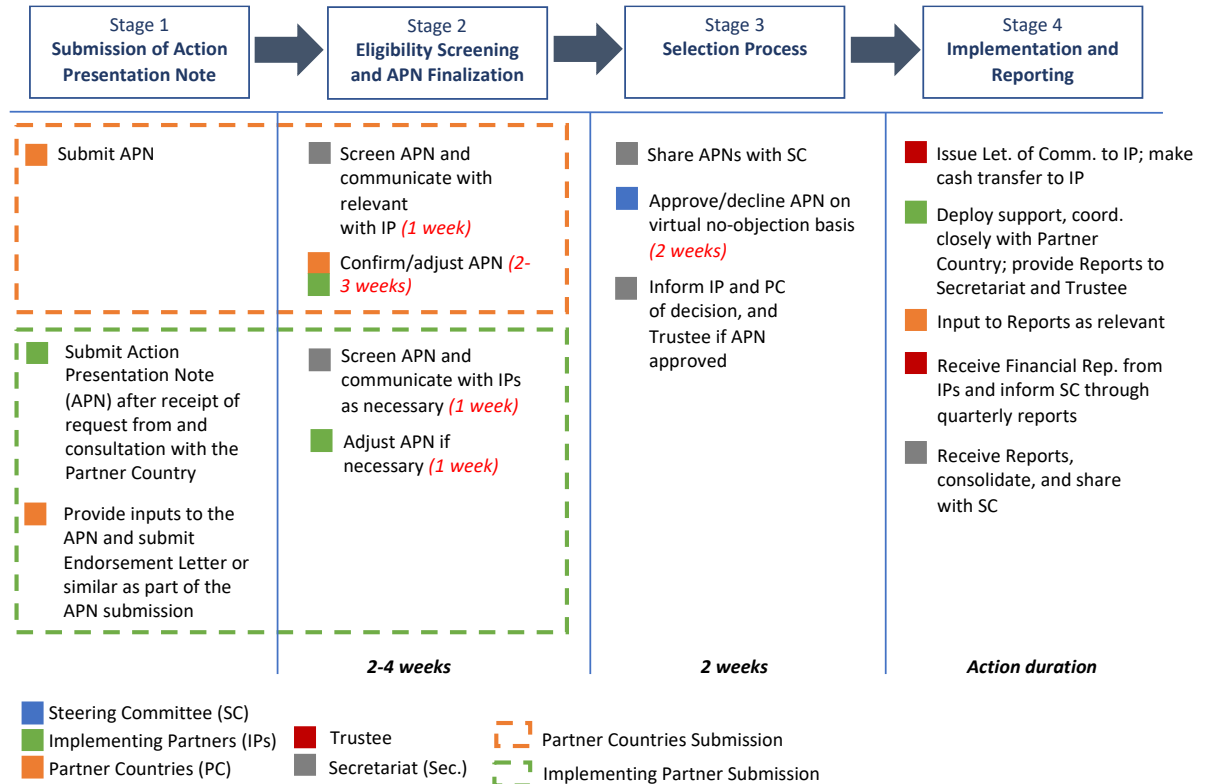 Stage 1
Submission of Action
Presentation Note
Stage 2
Eligibility Screening
and APN Finalization
Stage 3
Selection Process
Stage 4
Implementation and
Reporting
Submit APN
Screen APN and
communicate with
relevant
with IP (1 week)
Confirm/adjust APN (2-
3 weeks)
Submit Action
Presentation Note
(APN) after receipt of
request from and
consultation with the
Partner Country
Provide inputs to the
APN and submit
Endorsement Letter or
similar as part of the
APN submission
Screen APN and
communicate with IPs
as necessary (1 week)
Adjust APN if
necessary (1 week)
Share APNs with SC
Approve/decline APN on
virtual no-objection basis
(2 weeks)
Inform IP and PC
of decision, and
Trustee if APN
approved
Issue Let. of Comm. to IP; make
cash transfer to IP
Deploy support, coord.
closely with Partner
Country; provide Reports to
Secretariat and Trustee
Input to Reports as relevant
Receive Financial Rep. from
IPs and inform SC through
quarterly reports
Receive Reports,
consolidate, and share
with SC
2-4 weeks
2 weeks
Action duration
Steering Committee (SC)
Implementing Partners (IPs)
Partner Countries (PC)
Trustee
Secretariat (Sec.)
Partner Countries Submission
Implementing Partner Submission